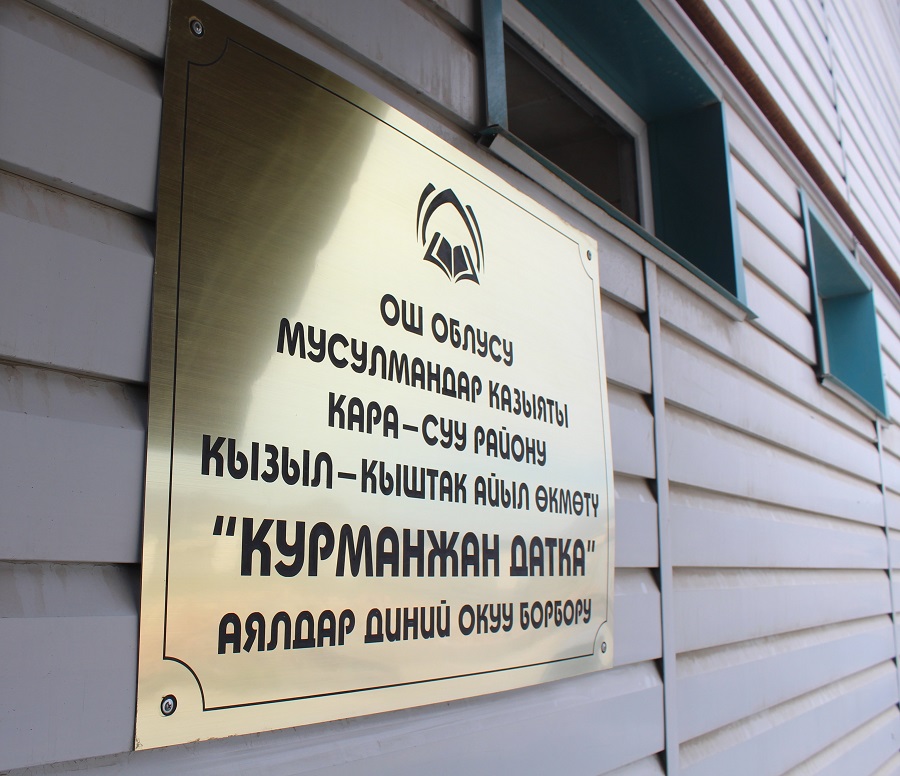 ОШ ОБЛУСУ
МУСУЛМАНДАР КАЗЫЯТЫ
КАРА-СУУ РАЙОНУ
КЫЗЫЛ-КЫШТАК АЙЫЛ ӨКМӨТҮ
"КУРМАНЖАН ДАТКА"
АЯЛДАР ДИНИЙ ОКУУ БОРБОРУ